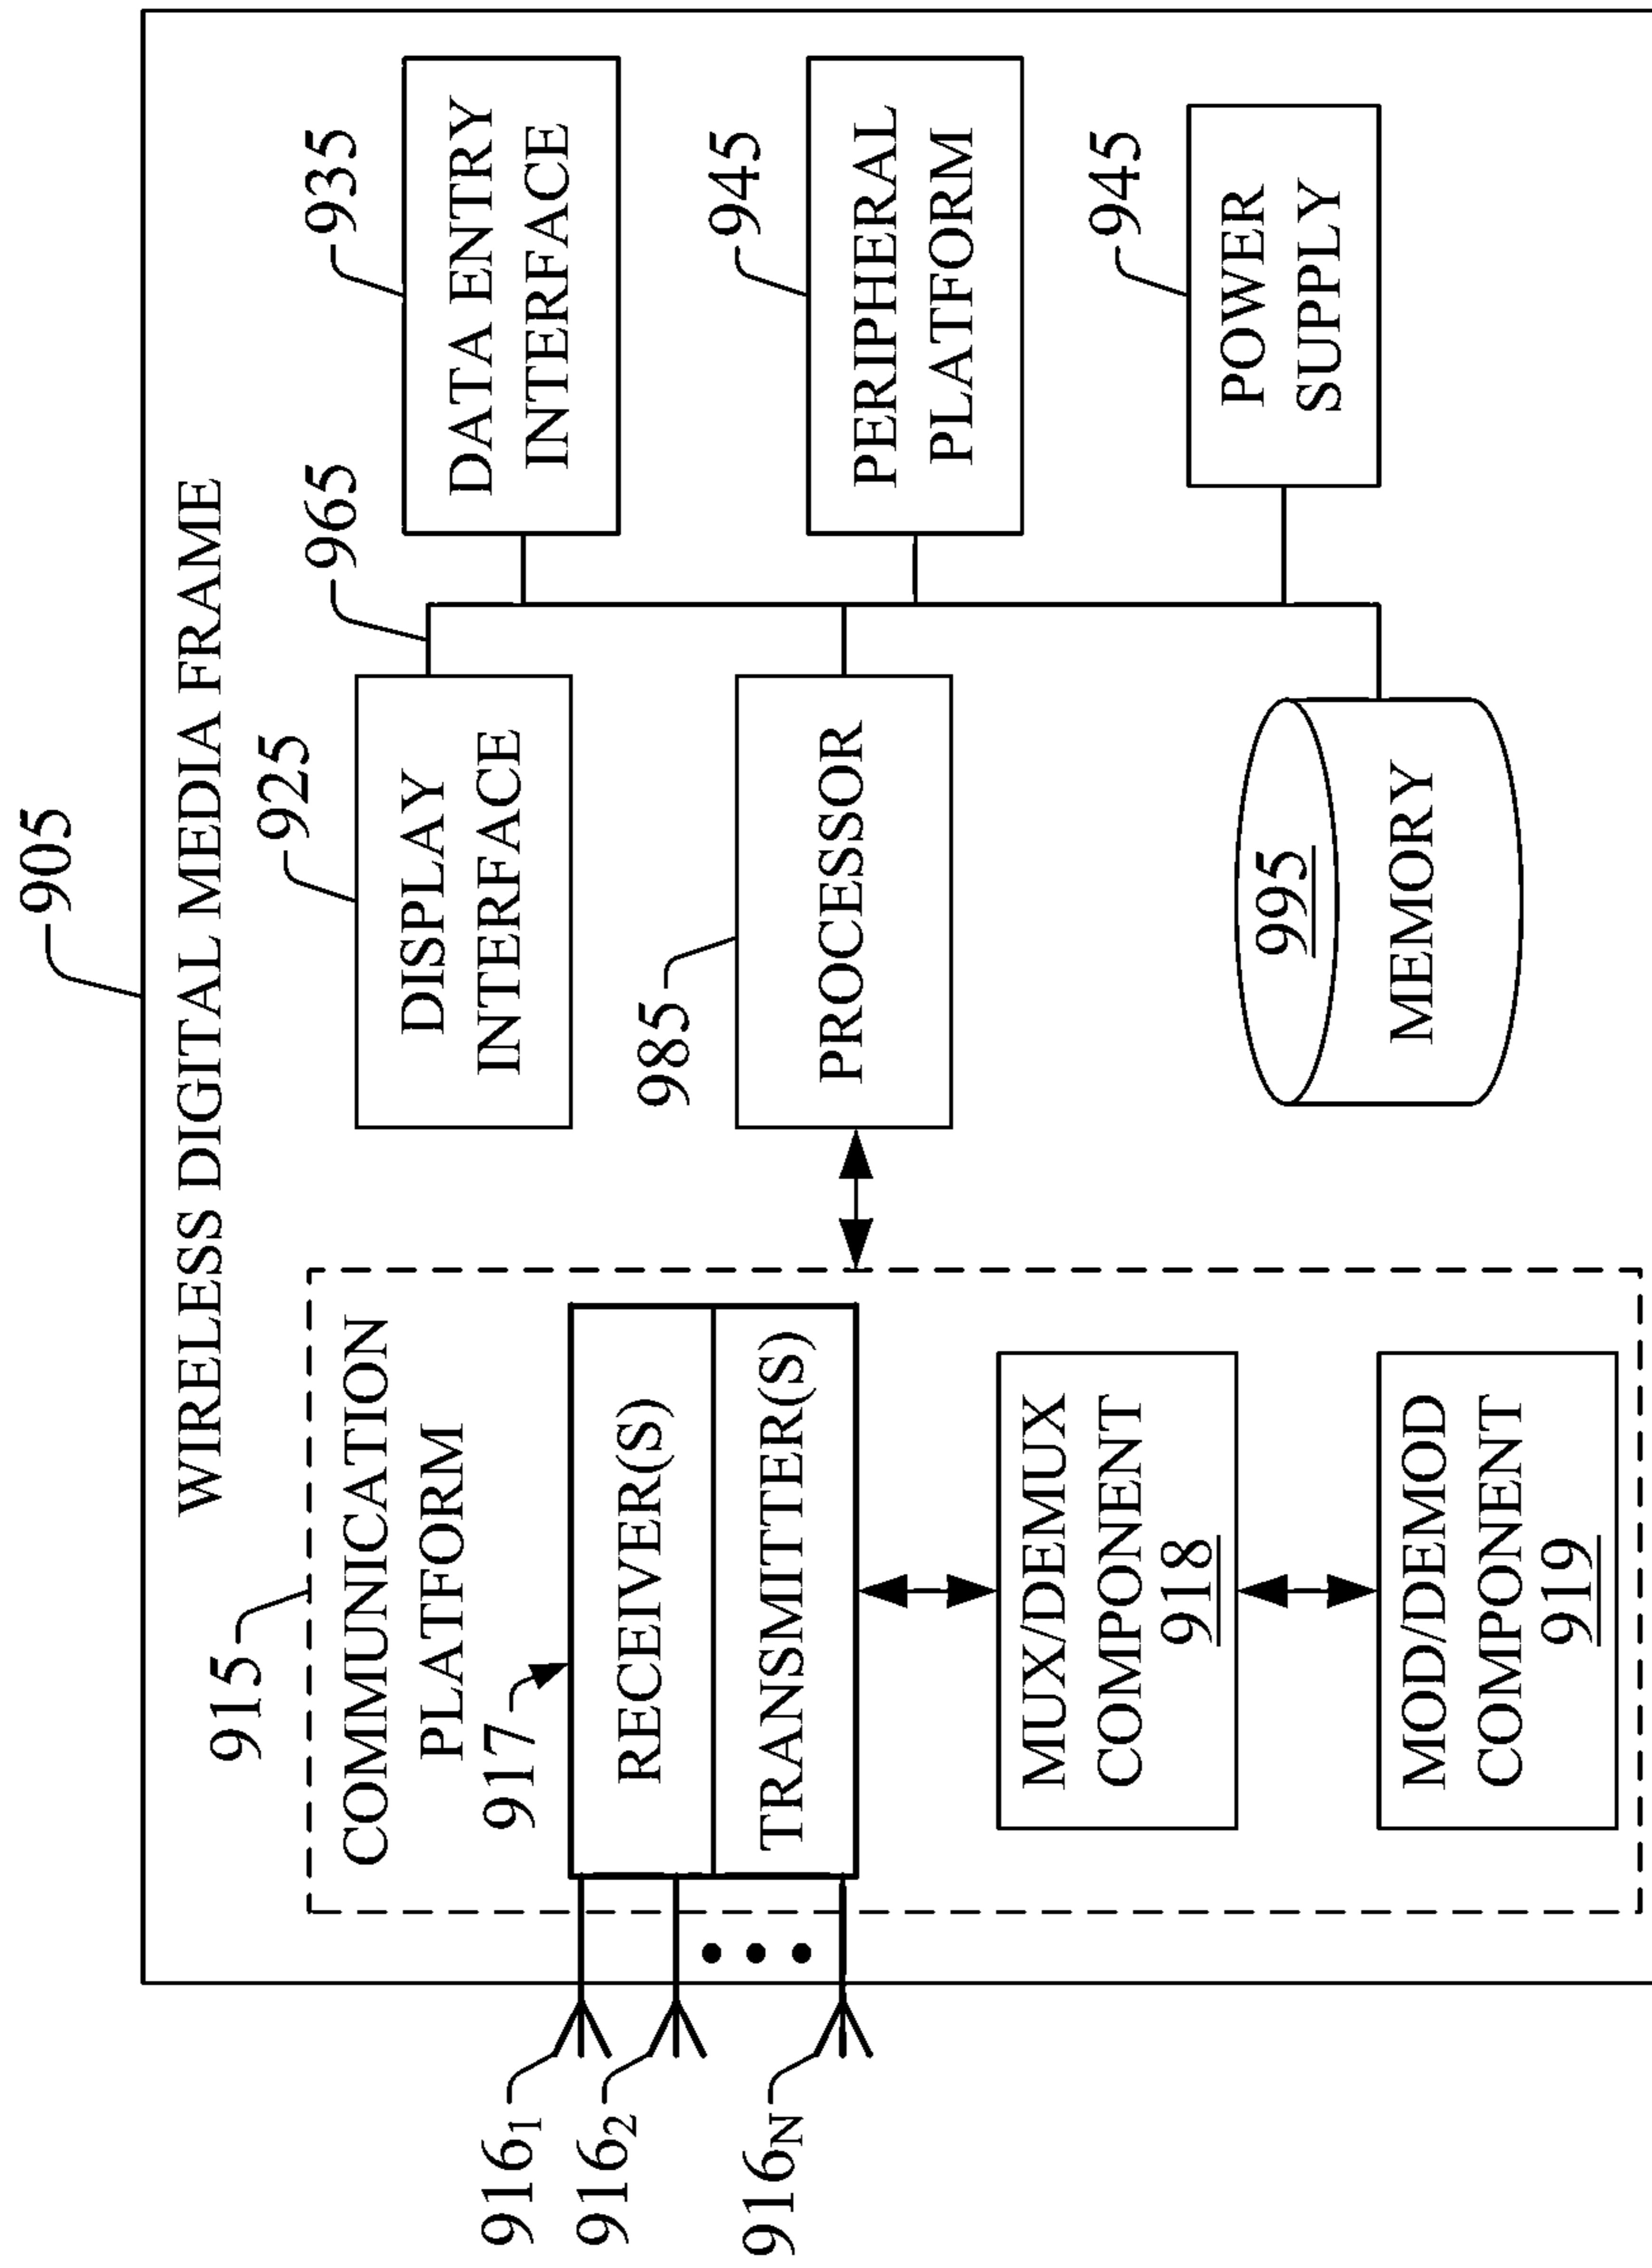 905
WIRELESS DIGITAL MEDIA FRAME
915
COMMUNICATION
PLATFORM
917
RECEIVER(S)
TRANSMITTER(S)
916₁
916₂
916_N
MUX/DEMUX
COMPONENT
918
MOD/DEMOD
COMPONENT
919
925
DISPLAY
INTERFACE
965
985
PROCESSOR
995
MEMORY
935
DATA ENTRY
INTERFACE
945
PERIPHERAL
PLATFORM
945
POWER
SUPPLY